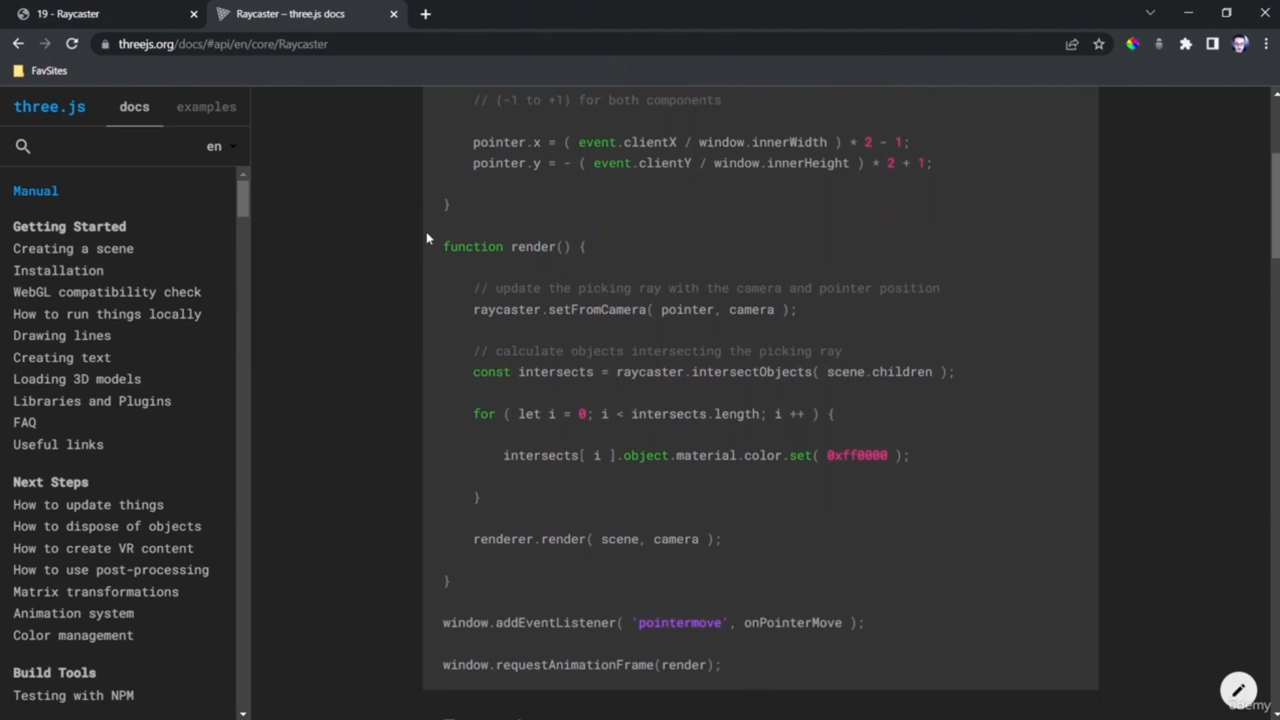 19 - Raycaster
Raycaster – three.js docs
threejs.org/docs/#api/en/core/Raycaster
FavSites
three.js
docs
examples
en
Manual
Getting Started
Creating a scene
Installation
WebGL compatibility check
How to run things locally
Drawing lines
Creating text
Loading 3D models
Libraries and Plugins
FAQ
Useful links
Next Steps
How to update things
How to dispose of objects
How to create VR content
How to use post-processing
Matrix transformations
Animation system
Color management
Build Tools
Testing with NPM
// (-1 to +1) for both components
pointer.x = ( event.clientX / window.innerWidth ) * 2 - 1;
pointer.y = - ( event.clientY / window.innerHeight ) * 2 + 1;
}
function render() {
// update the picking ray with the camera and pointer position
raycaster.setFromCamera( pointer, camera );
// calculate objects intersecting the picking ray
const intersects = raycaster.intersectObjects( scene.children );
for ( let i = 0; i < intersects.length; i ++ ) {
intersects[ i ].object.material.color.set( 0xff0000 );
}
renderer.render( scene, camera );
}
window.addEventListener( 'pointermove', onPointerMove );
window.requestAnimationFrame(render);
ûdemy